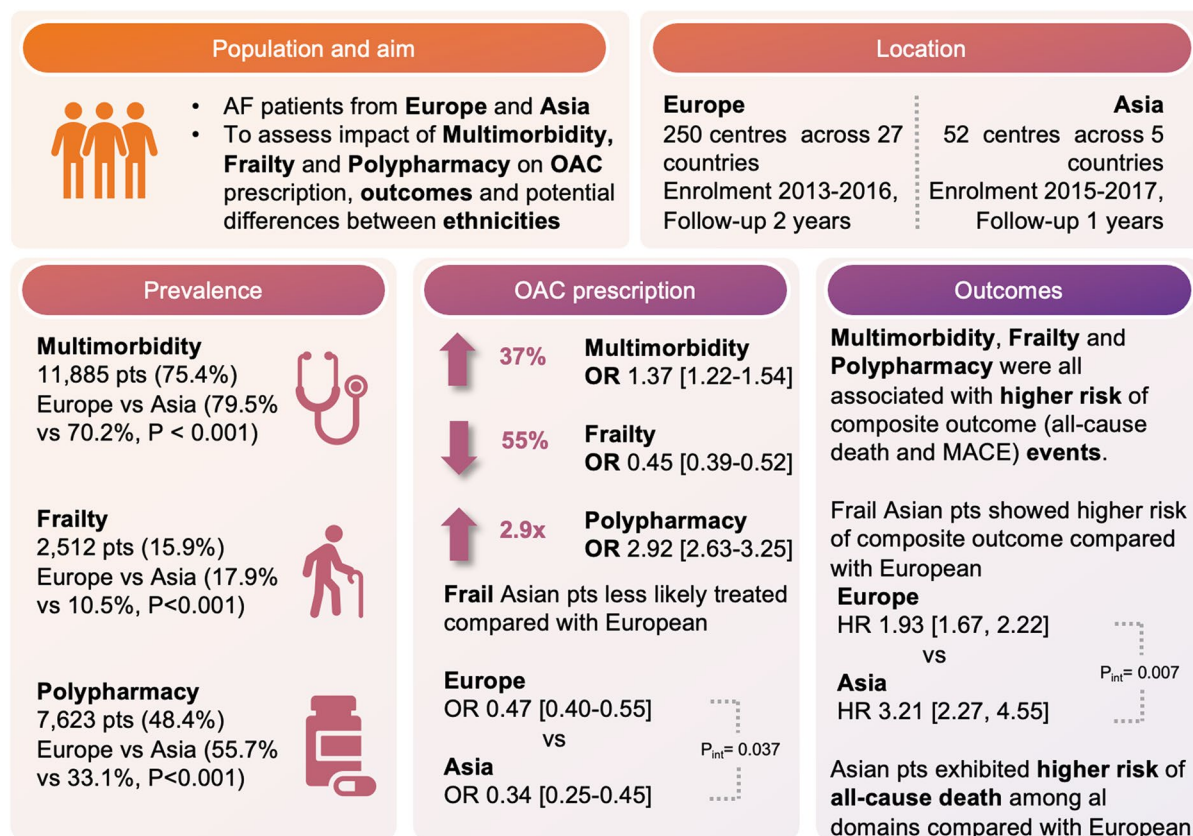 Population and aim
• AF patients from Europe and Asia
• To assess impact of Multimorbidity,
Frailty and Polypharmacy on OAC
prescription, outcomes and potential
differences between ethnicities
Location
Europe
250 centres across 27
countries
Enrolment 2013-2016,
Follow-up 2 years
Asia
52 centres across 5
countries
Enrolment 2015-2017,
Follow-up 1 years
Prevalence
Multimorbidity
11,885 pts (75.4%)
Europe vs Asia (79.5%
vs 70.2%, P < 0.001)
Frailty
2,512 pts (15.9%)
Europe vs Asia (17.9%
vs 10.5%, P<0.001)
Polypharmacy
7,623 pts (48.4%)
Europe vs Asia (55.7%
vs 33.1%, P<0.001)
OAC prescription
37%
Multimorbidity
OR 1.37 [1.22-1.54]
55%
Frailty
OR 0.45 [0.39-0.52]
2.9x
Polypharmacy
OR 2.92 [2.63-3.25]
Frail Asian pts less likely treated
compared with European
Europe
OR 0.47 [0.40-0.55]
vs
Asia
OR 0.34 [0.25-0.45]
Pint= 0.037
Outcomes
Multimorbidity, Frailty and
Polypharmacy were all
associated with higher risk of
composite outcome (all-cause
death and MACE) events.
Frail Asian pts showed higher risk
of composite outcome compared
with European
Europe
HR 1.93 [1.67, 2.22]
vs
Asia
HR 3.21 [2.27, 4.55]
Pint= 0.007
Asian pts exhibited higher risk of
all-cause death among al
domains compared with European